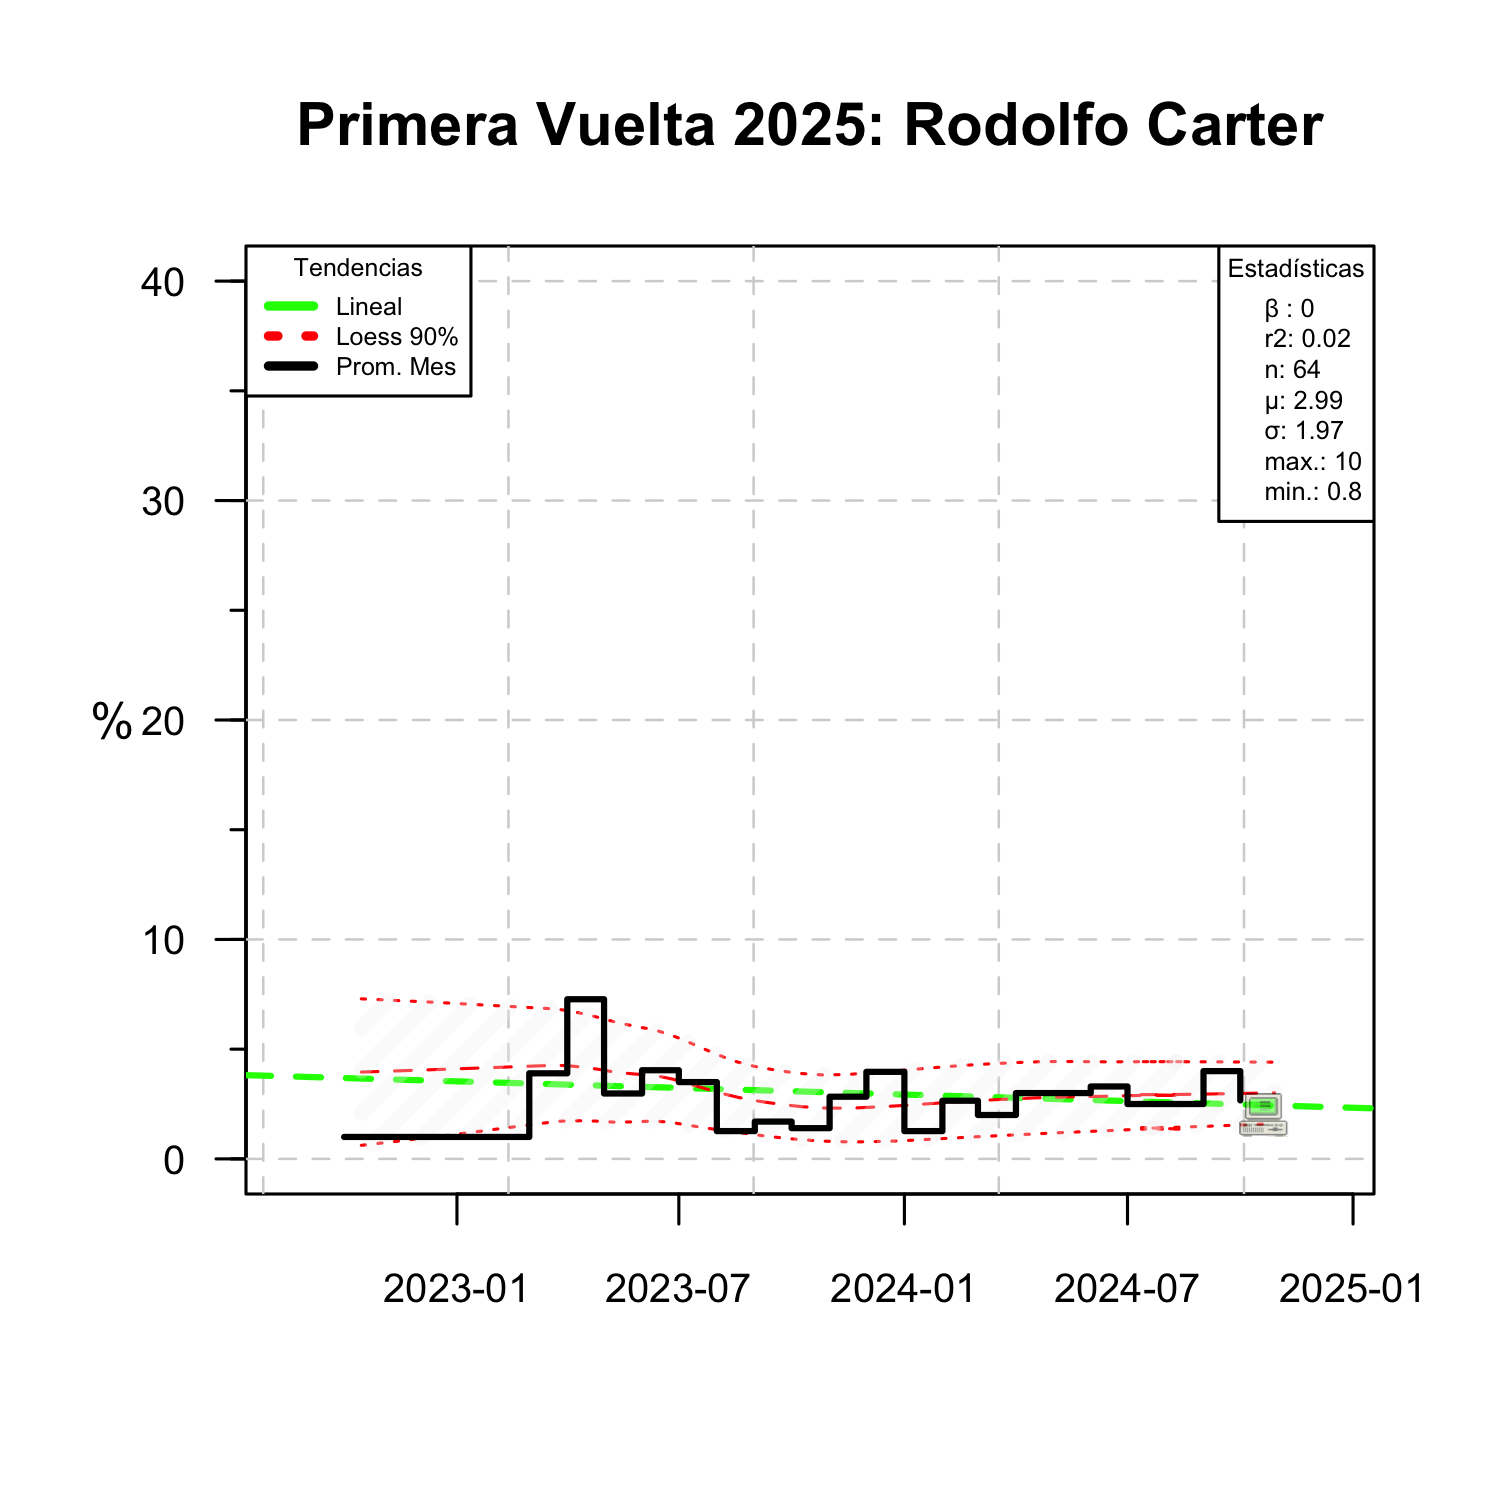 Primera Vuelta 2025: Rodolfo Carter
Tendencias
Lineal
Loess 90%
Prom. Mes
Estadísticas
β : 0
r2: 0.02
n: 64
µ: 2.99
σ: 1.97
max.: 10
min.: 0.8
40
30
% 20
10
0
2023-01 2023-07 2024-01 2024-07 2025-01